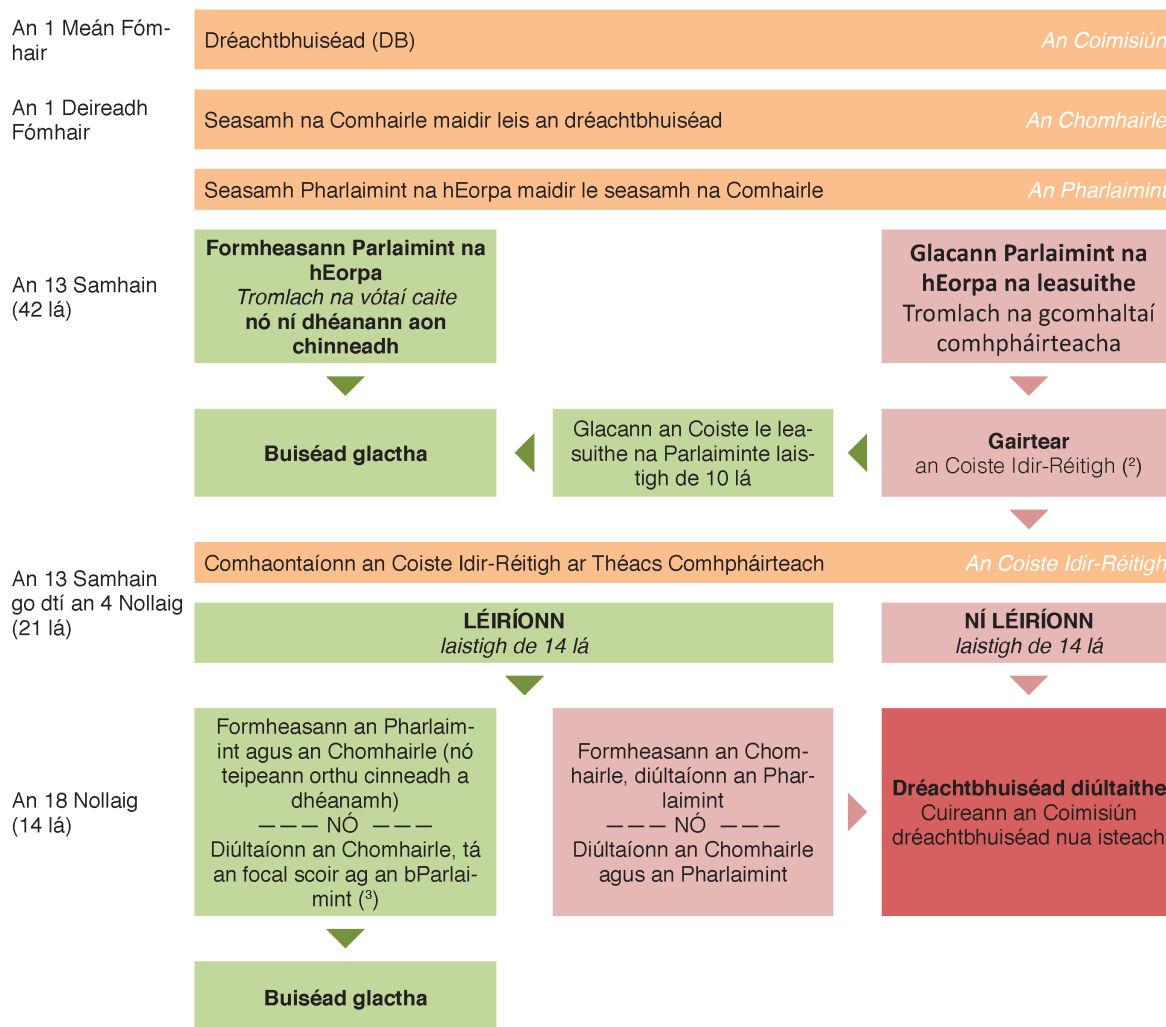 An 1 Meán Fóm-
hair
Dréachtbhuiséad (DB)
An Coimisiún
An 1 Deireadh
Fómhair
Seasamh na Comhairle maidir leis an dréachtbhuiséad
An Chomhairle
Seasamh Pharlaimint na hEorpa maidir le seasamh na Comhairle
An Pharlaimint
An 13 Samhain
(42 lá)
Formheasann Parlaimint na
hEorpa
Tromlach na vótaí caite
nó ní dhéanann aon
chinneadh
Glacann Parlaimint na
hEorpa na leasuithe
Tromlach na gcomhaltaí
comhpháirteacha
Buiséad glactha
Glacann an Coiste le lea-
suithe na Parlaiminte lais-
tigh de 10 lá
Gairtear
an Coiste Idir-Réitigh (²)
An 13 Samhain
go dtí an 4 Nollaig
(21 lá)
Comhaontaíonn an Coiste Idir-Réitigh ar Théacs Comhpháirteach
An Coiste Idir-Réitigh
LÉIRÍONN
laistigh de 14 lá
NÍ LÉIRÍONN
laistigh de 14 lá
An 18 Nollaig
(14 lá)
Formheasann an Pharlaim-
int agus an Chomhairle (nó
teipeann orthu cinneadh a
dhéanamh)
— — — NÓ — — —
Diúltaíonn an Chomhairle, tá
an focal scoir ag an bParlai-
mint (³)
Formheasann an Chom-
hairle, diúltaíonn an Phar-
laimint
— — — NÓ — — —
Diúltaíonn an Chomhairle
agus an Pharlaimint
Dréachtbhuiséad diúltaithe
Cuireann an Coimisiún
dréachtbhuiséad nua isteach
Buiséad glactha